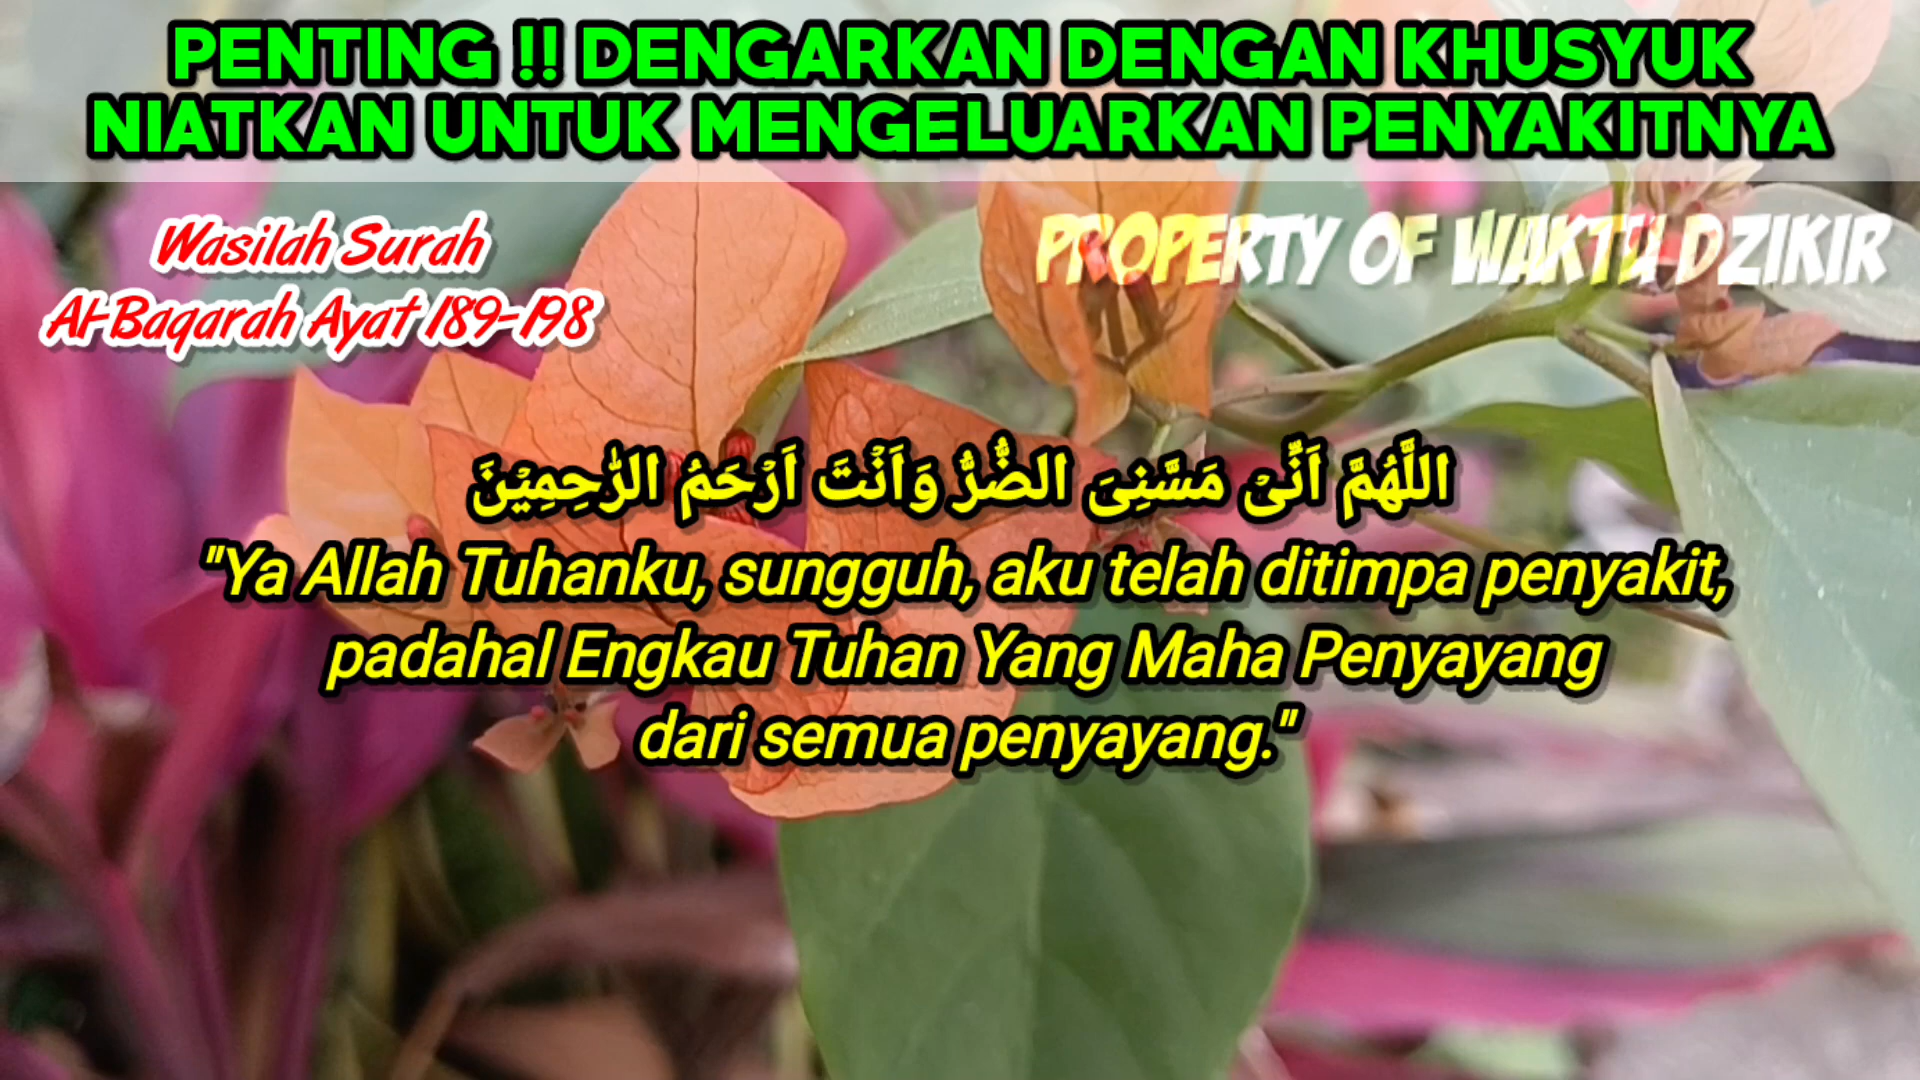 PENTING !! DENGARKAN DENGAN KHUSYUK
NIATKAN UNTUK MENGELUARKAN PENYAKITNYA
Wasilah Surah
Al-Baqarah Ayat 189-198
PROPERTY OF WAKTU DZIKIR
اللَّهُمَّ اَنِّىْ مَسَّنِىَ الضُّرُّ وَاَنْتَ اَرْحَمُ الرّٰحِمِيْنَ
"Ya Allah Tuhanku, sungguh, aku telah ditimpa penyakit,
padahal Engkau Tuhan Yang Maha Penyayang
dari semua penyayang."